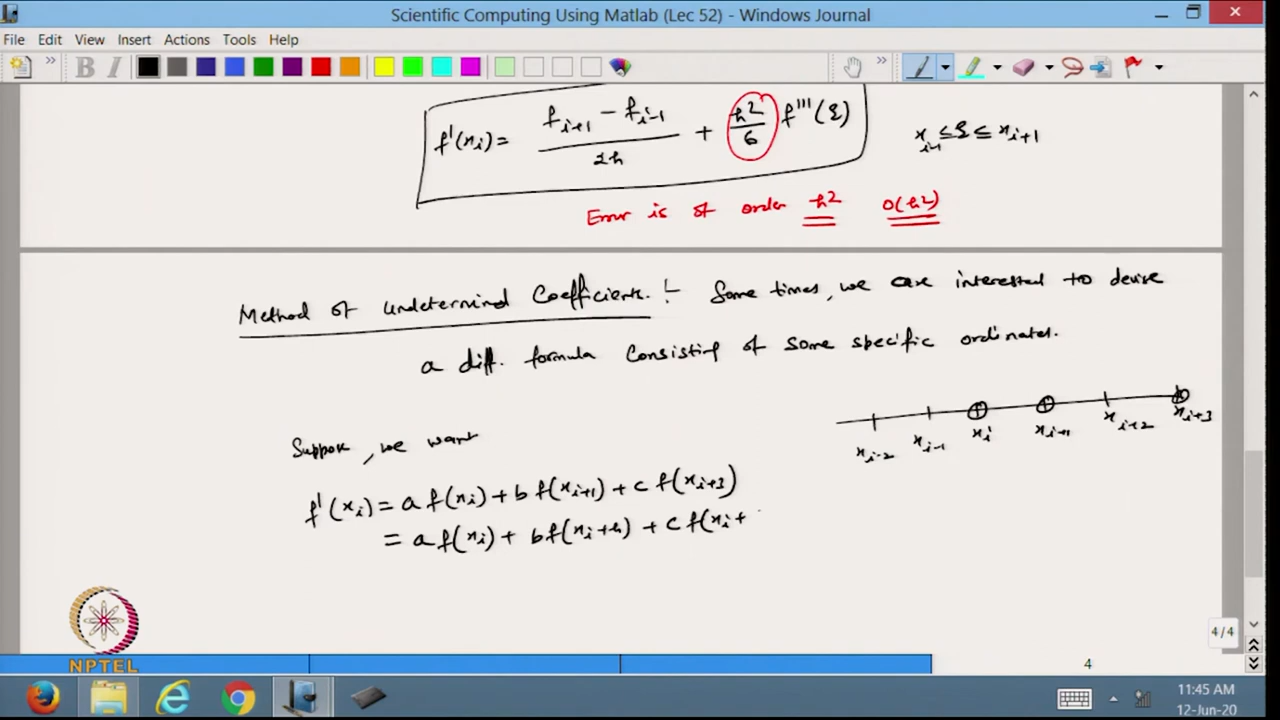 Scientific Computing Using Matlab (Lec 52) - Windows Journal
File Edit View Insert Actions Tools Help
f'(xᵢ) = (fᵢ₊₁ - fᵢ₋₁)/2h + h²/6 f'''(ξ)
xᵢ₋₁ ≤ ξ ≤ xᵢ₊₁
Error is of order h² O(h²)
Method of undetermind Coefficients :- Some times, we are interested to derive
a diff. formula consisting of some specific ordinates.
xᵢ₋₂ xᵢ₋₁ xᵢ xᵢ₊₁ xᵢ₊₂ xᵢ₊₃
Suppose, we want
f'(xᵢ) = a f(xᵢ) + b f(xᵢ₊₁) + c f(xᵢ₊₃)
= a f(xᵢ) + b f(xᵢ+h) + c f(xᵢ+
4/4
NPTEL
4
11:45 AM
12-Jun-20